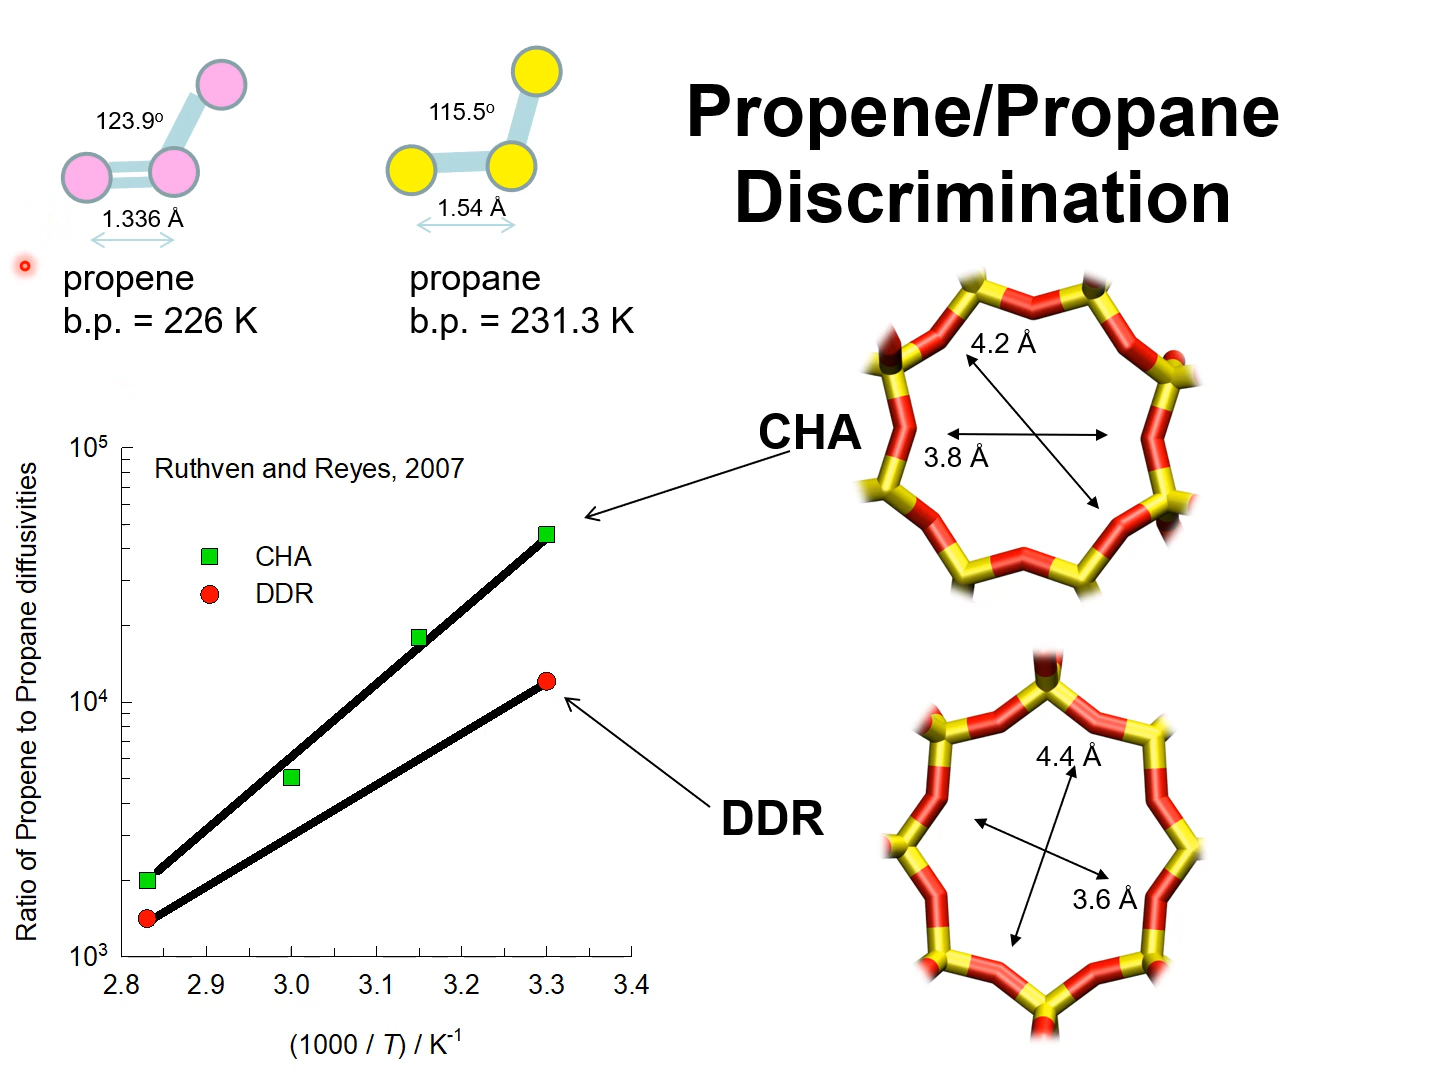 Propene/Propane
Discrimination
123.9º
1.336 Å
propene
b.p. = 226 K
115.5º
1.54 Å
propane
b.p. = 231.3 K
Ratio of Propene to Propane diffusivities
10⁵
10⁴
10³
Ruthven and Reyes, 2007
CHA
DDR
2.8 2.9 3.0 3.1 3.2 3.3 3.4
(1000 / T) / K⁻¹
CHA
4.2 Å
3.8 Å
DDR
4.4 Å
3.6 Å